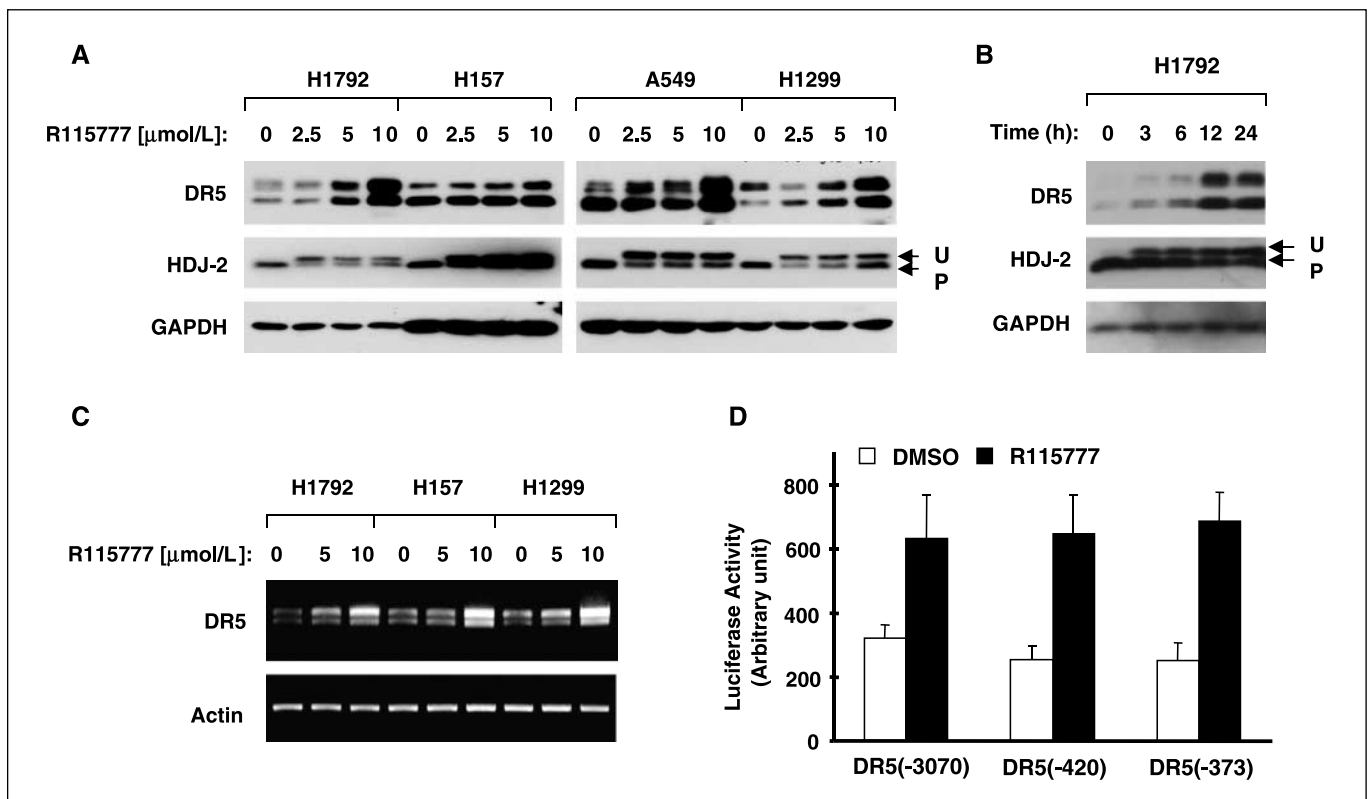 A
H1792 H157 A549 H1299
R115777 [μmol/L]: 0 2.5 5 10 0 2.5 5 10 0 2.5 5 10 0 2.5 5 10
DR5
HDJ-2
U
P
GAPDH
B
H1792
Time (h): 0 3 6 12 24
DR5
HDJ-2
U
P
GAPDH
C
H1792 H157 H1299
R115777 [μmol/L]: 0 5 10 0 5 10 0 5 10
DR5
Actin
D
DMSO R115777
Luciferase Activity
(Arbitrary unit)
800
600
400
200
0
DR5(-3070) DR5(-420) DR5(-373)